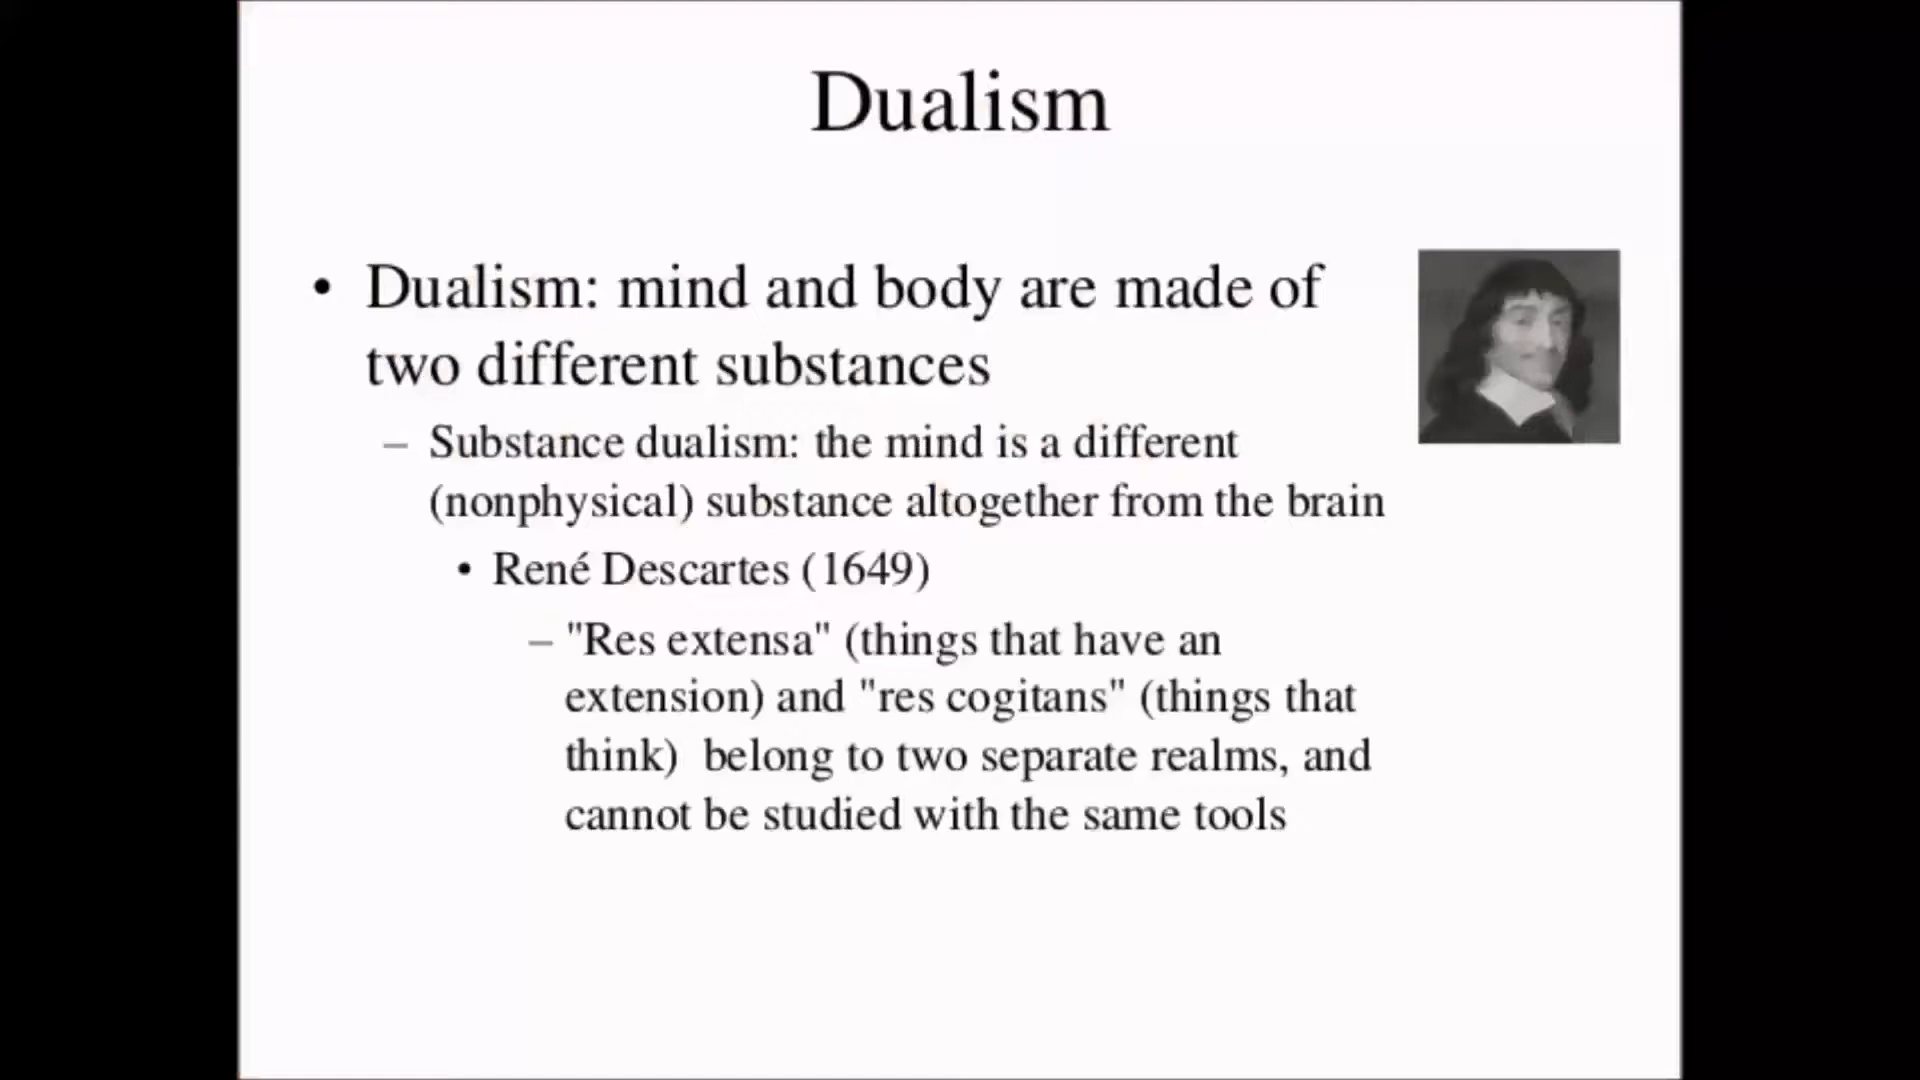 Dualism
• Dualism: mind and body are made of
two different substances
– Substance dualism: the mind is a different
(nonphysical) substance altogether from the brain
• René Descartes (1649)
– "Res extensa" (things that have an
extension) and "res cogitans" (things that
think)  belong to two separate realms, and
cannot be studied with the same tools